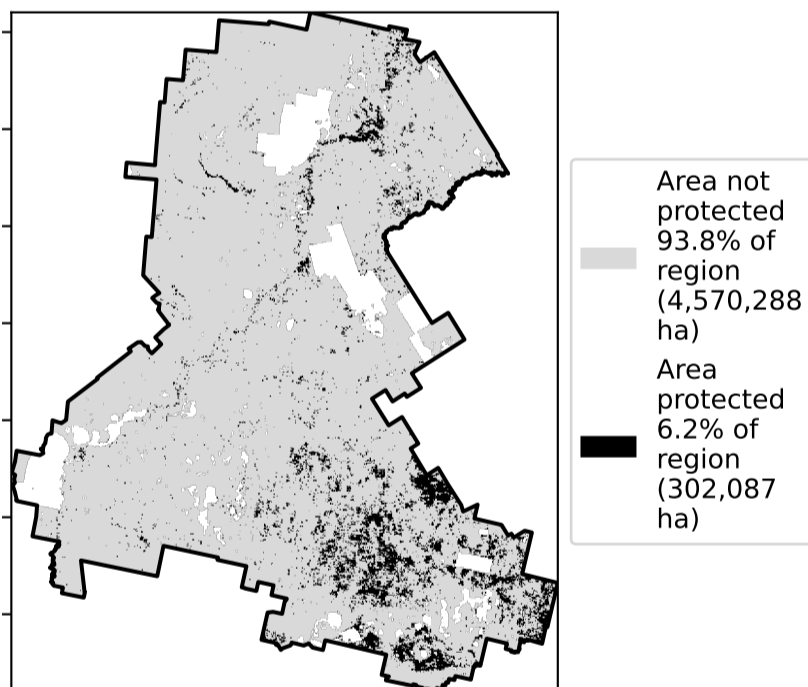 Area not
protected
93.8% of
region
(4,570,288
ha)
Area
protected
6.2% of
region
(302,087
ha)